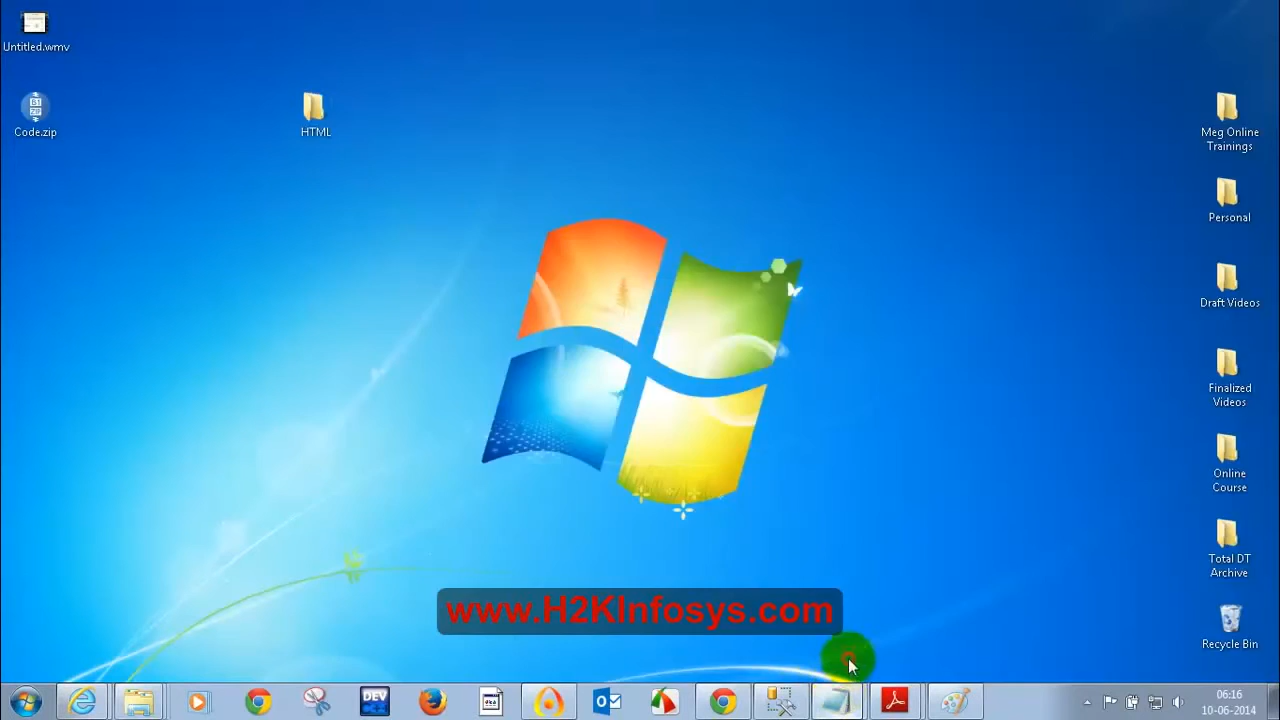 Untitled.wmv
Code.zip
HTML
Meg Online
Trainings
Personal
Draft Videos
Finalized
Videos
Online
Course
Total DT
Archive
Recycle Bin
www.H2KInfosys.com
DEV
06:16
10-06-2014